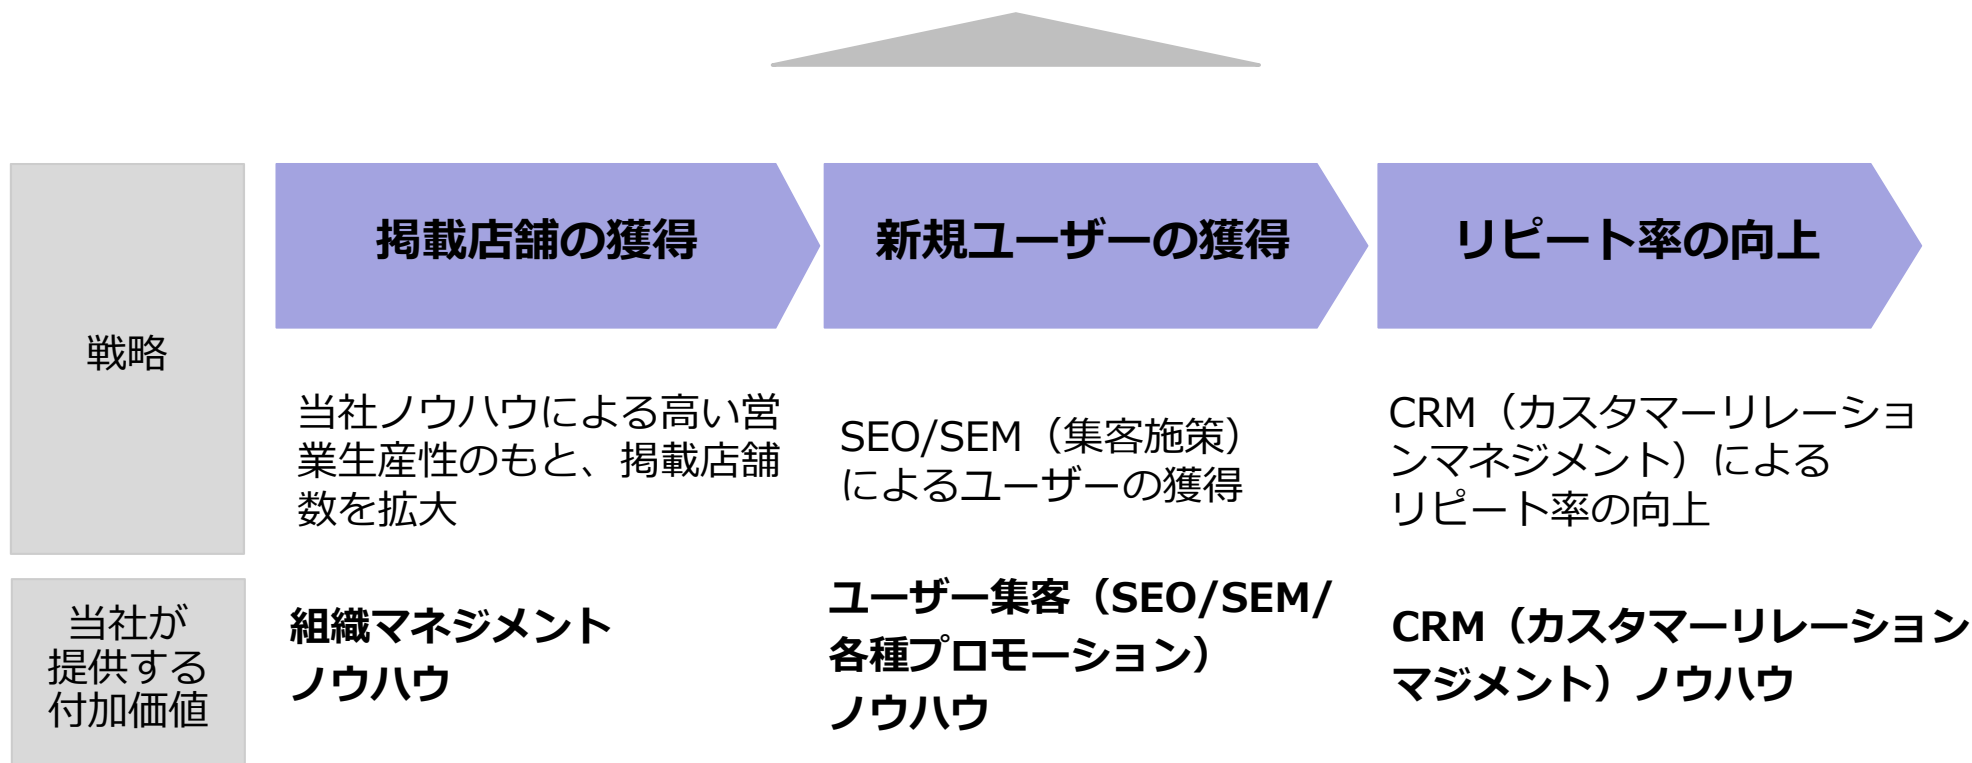 掲載店舗の獲得
新規ユーザーの獲得
リピート率の向上
戦略
当社ノウハウによる高い営
業生産性のもと、掲載店舗
数を拡大
SEO/SEM（集客施策）
によるユーザーの獲得
CRM（カスタマーリレーショ
ンマネジメント）による
リピート率の向上
当社が
提供する
付加価値
組織マネジメント
ノウハウ
ユーザー集客（SEO/SEM/
各種プロモーション）
ノウハウ
CRM（カスタマーリレーション
マジメント）ノウハウ